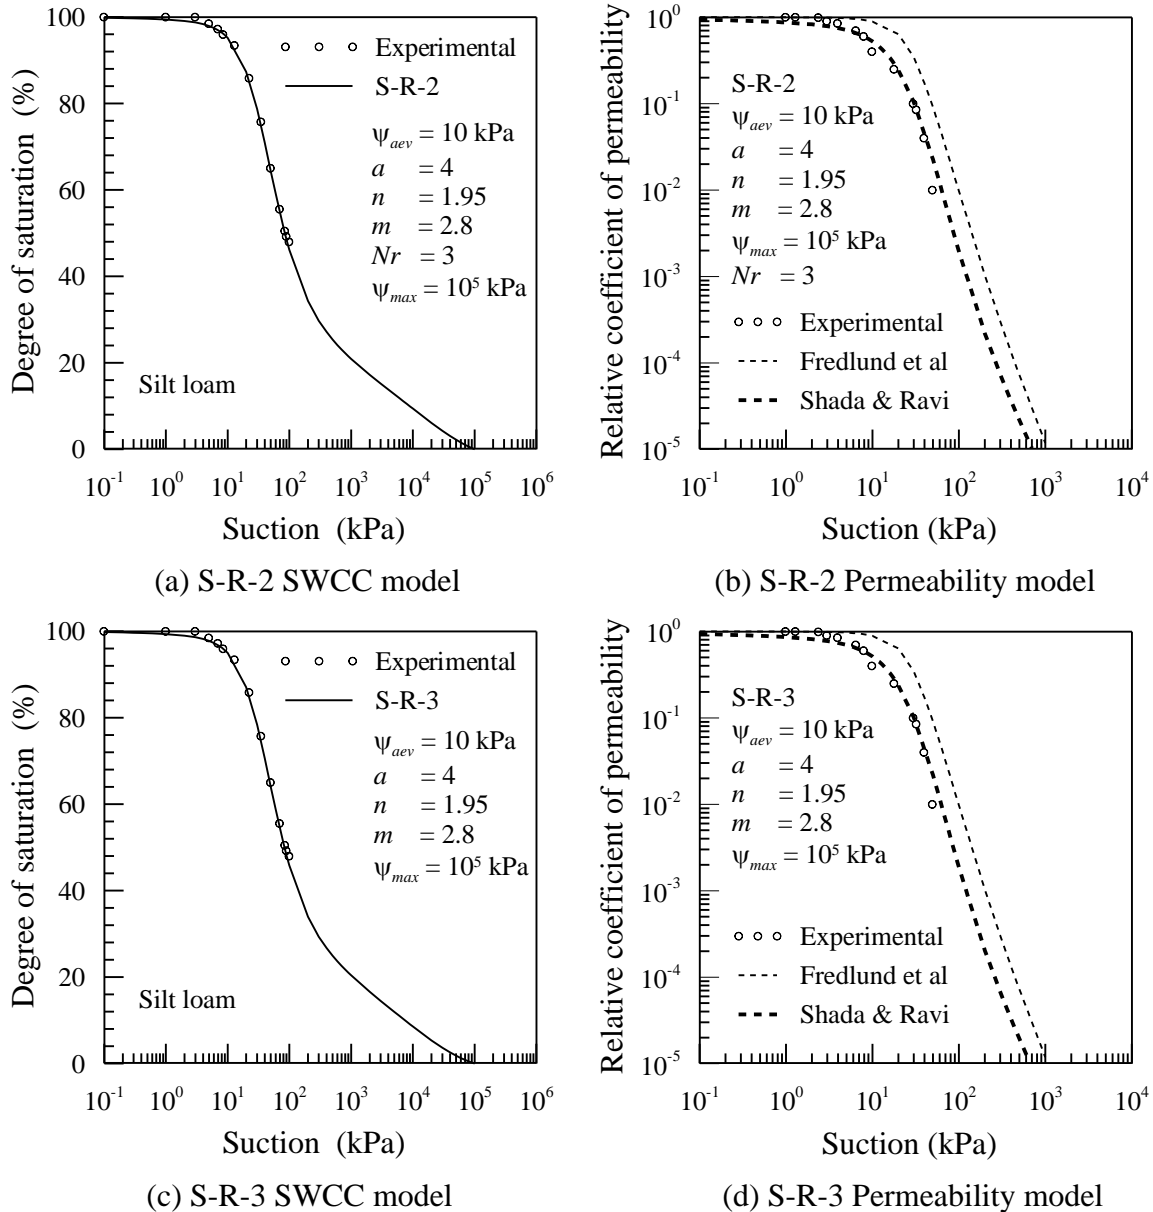 Degree of saturation (%)
100
80
60
40
20
0
Experimental
S-R-2
ψaev = 10 kPa
a = 4
n = 1.95
m = 2.8
Nr = 3
ψmax = 10⁵ kPa
Silt loam
10⁻¹ 10⁰ 10¹ 10² 10³ 10⁴ 10⁵ 10⁶
Suction (kPa)
(a) S-R-2 SWCC model
Relative coefficient of permeability
10⁰
10⁻¹
10⁻²
10⁻³
10⁻⁴
10⁻⁵
S-R-2
ψaev = 10 kPa
a = 4
n = 1.95
m = 2.8
ψmax = 10⁵ kPa
Nr = 3
Experimental
Fredlund et al
Shada & Ravi
10⁻¹ 10⁰ 10¹ 10² 10³ 10⁴
Suction (kPa)
(b) S-R-2 Permeability model
Degree of saturation (%)
100
80
60
40
20
0
Experimental
S-R-3
ψaev = 10 kPa
a = 4
n = 1.95
m = 2.8
ψmax = 10⁵ kPa
Silt loam
10⁻¹ 10⁰ 10¹ 10² 10³ 10⁴ 10⁵ 10⁶
Suction (kPa)
(c) S-R-3 SWCC model
Relative coefficient of permeability
10⁰
10⁻¹
10⁻²
10⁻³
10⁻⁴
10⁻⁵
S-R-3
ψaev = 10 kPa
a = 4
n = 1.95
m = 2.8
ψmax = 10⁵ kPa
Experimental
Fredlund et al
Shada & Ravi
10⁻¹ 10⁰ 10¹ 10² 10³ 10⁴
Suction (kPa)
(d) S-R-3 Permeability model